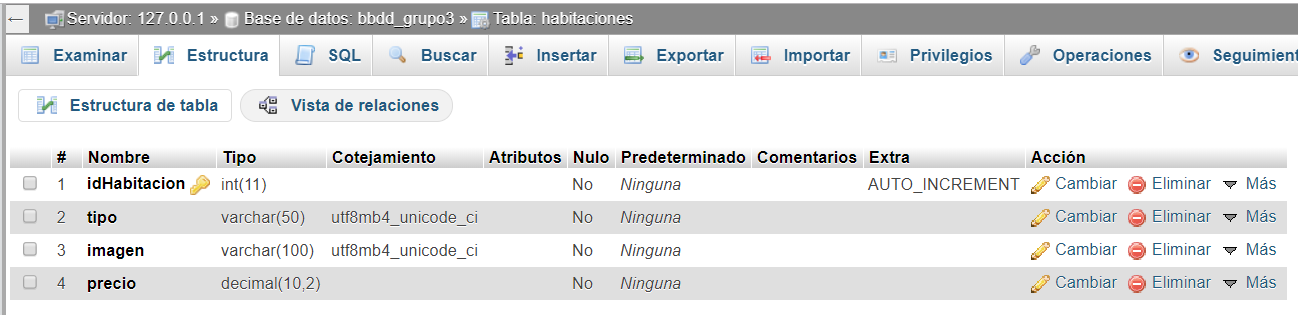 ← Servidor: 127.0.0.1 » Base de datos: bbdd_grupo3 » Tabla: habitaciones
Examinar Estructura SQL Buscar Insertar Exportar Importar Privilegios Operaciones Seguimient
Estructura de tabla Vista de relaciones
# Nombre Tipo Cotejamiento Atributos Nulo Predeterminado Comentarios Extra Acción
1 idHabitacion int(11) No Ninguna AUTO_INCREMENT Cambiar Eliminar Más
2 tipo varchar(50) utf8mb4_unicode_ci No Ninguna Cambiar Eliminar Más
3 imagen varchar(100) utf8mb4_unicode_ci No Ninguna Cambiar Eliminar Más
4 precio decimal(10,2) No Ninguna Cambiar Eliminar Más